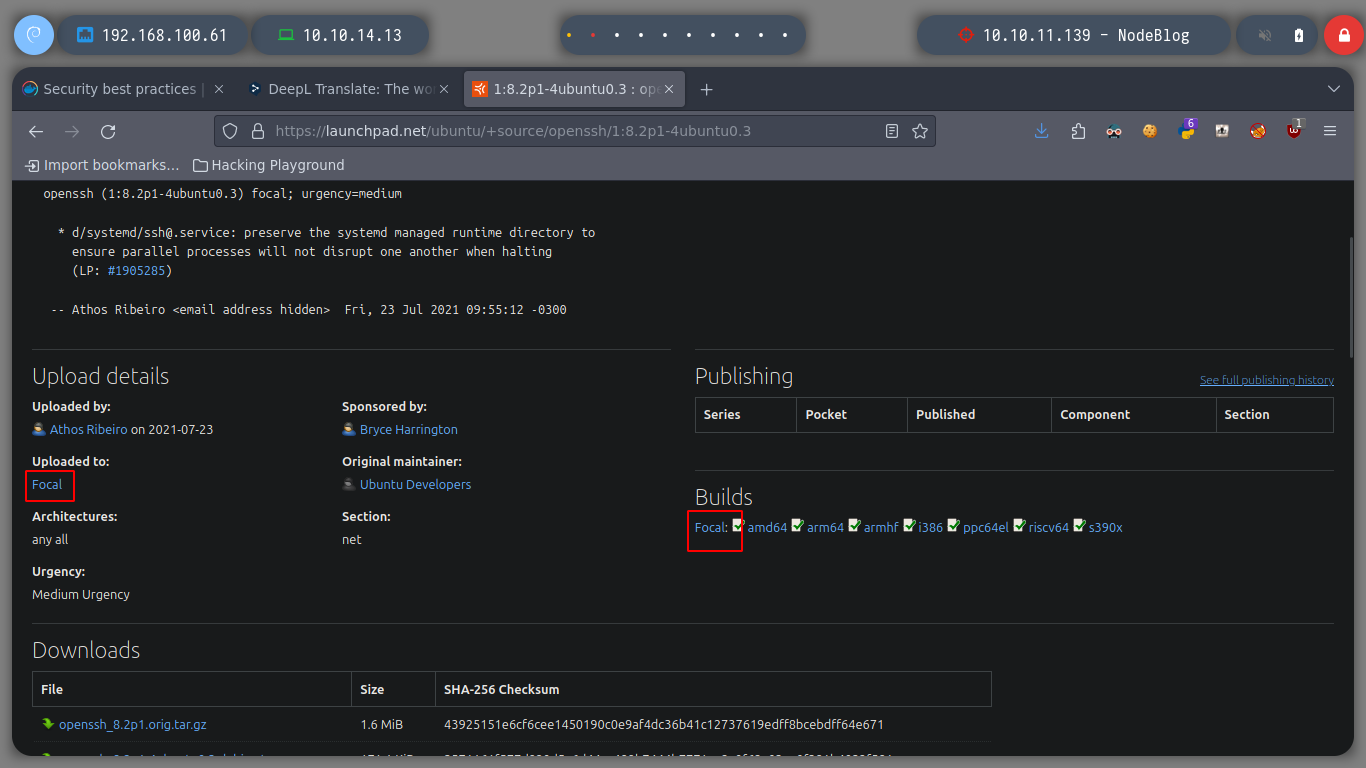 192.168.100.61
10.10.14.13
10.10.11.139 - NodeBlog
Security best practices |
DeepL Translate: The wo
1:8.2p1-4ubuntu0.3 : ope
https://launchpad.net/ubuntu/+source/openssh/1:8.2p1-4ubuntu0.3
6
1
Import bookmarks...
Hacking Playground
openssh (1:8.2p1-4ubuntu0.3) focal; urgency=medium
* d/systemd/ssh@.service: preserve the systemd managed runtime directory to
ensure parallel processes will not disrupt one another when halting
(LP: #1905285)
-- Athos Ribeiro <email address hidden>  Fri, 23 Jul 2021 09:55:12 -0300
Upload details
Uploaded by:
Athos Ribeiro on 2021-07-23
Sponsored by:
Bryce Harrington
Uploaded to:
Focal
Original maintainer:
Ubuntu Developers
Architectures:
any all
Section:
net
Urgency:
Medium Urgency
Publishing
See full publishing history
Series Pocket Published Component Section
Builds
Focal: amd64 arm64 armhf i386 ppc64el riscv64 s390x
Downloads
File Size SHA-256 Checksum
openssh_8.2p1.orig.tar.gz 1.6 MiB 43925151e6cf6cee1450190c0e9af4dc36b41c12737619edff8bcebdff64e671